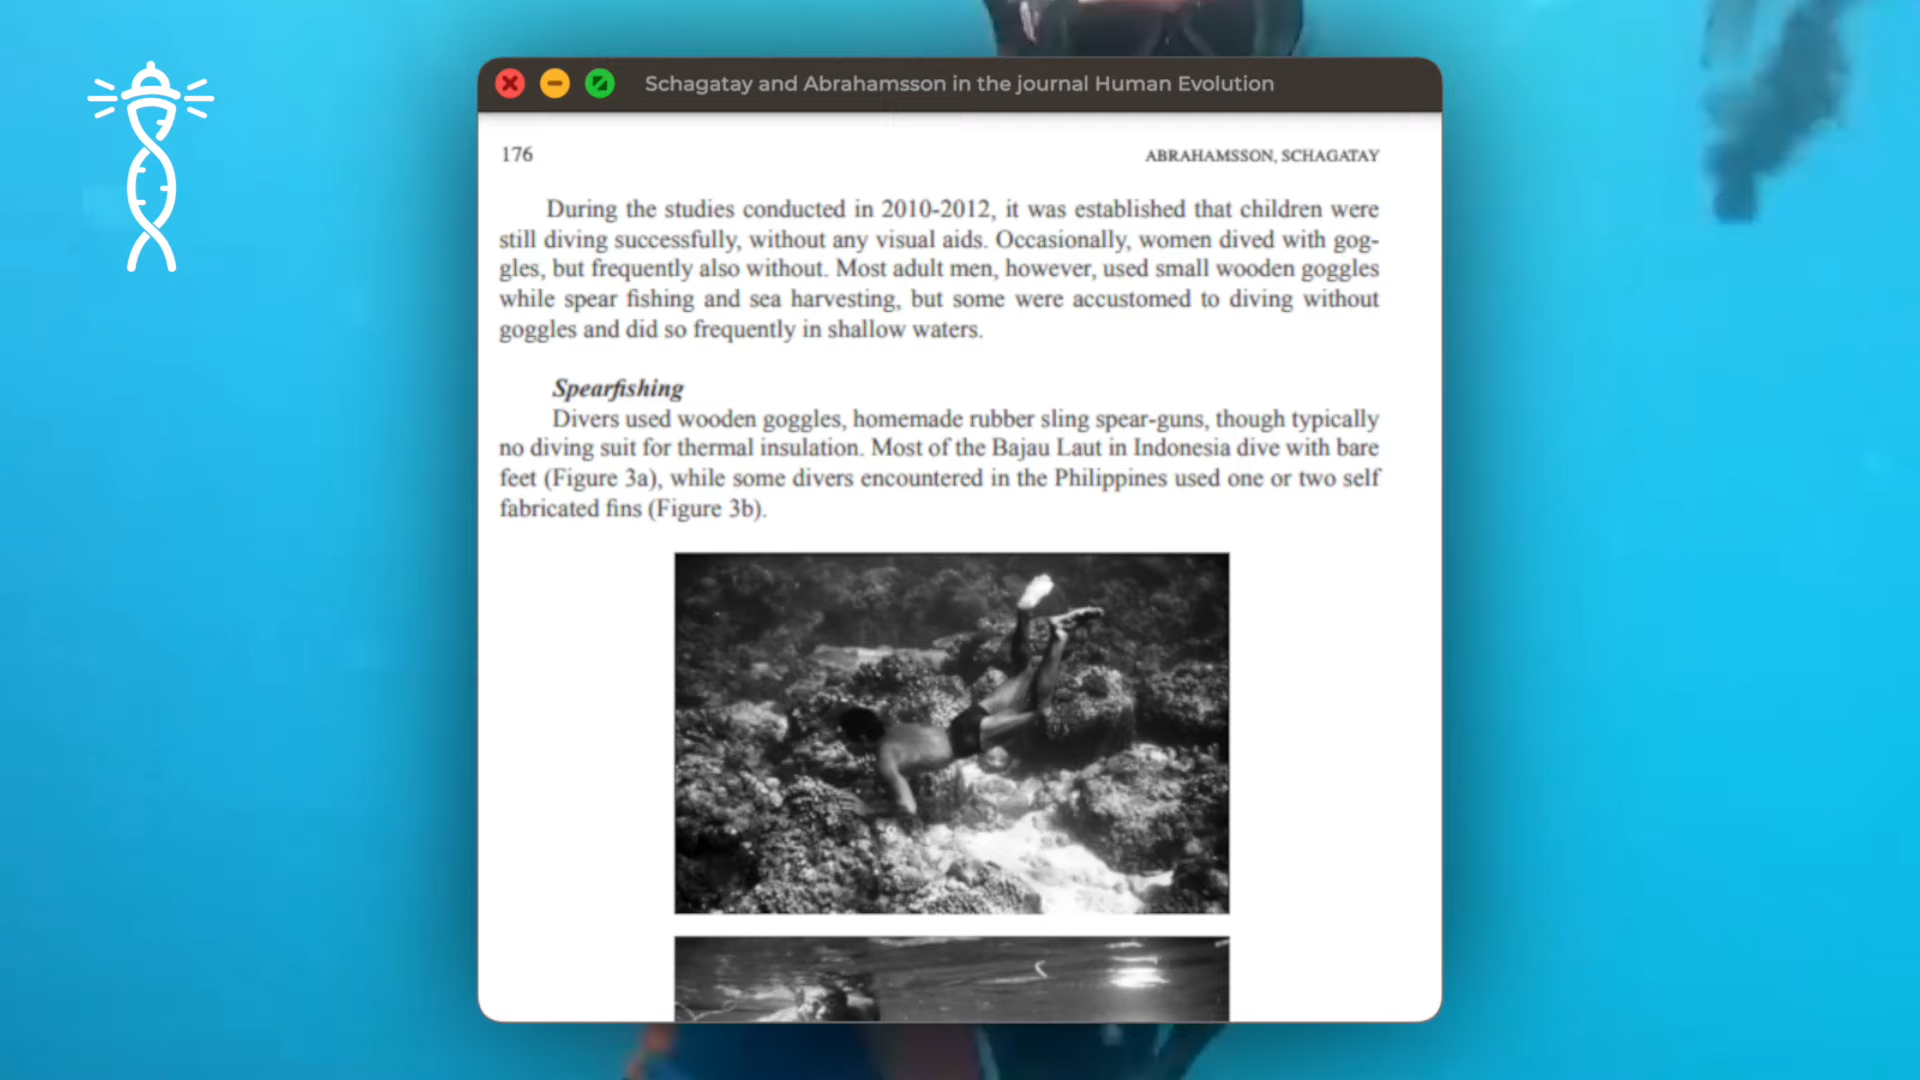 Schagatay and Abrahamsson in the journal Human Evolution
176
ABRAHAMSSON, SCHAGATAY
During the studies conducted in 2010-2012, it was established that children were
still diving successfully, without any visual aids. Occasionally, women dived with gog-
gles, but frequently also without. Most adult men, however, used small wooden goggles
while spear fishing and sea harvesting, but some were accustomed to diving without
goggles and did so frequently in shallow waters.
Spearfishing
Divers used wooden goggles, homemade rubber sling spear-guns, though typically
no diving suit for thermal insulation. Most of the Bajau Laut in Indonesia dive with bare
feet (Figure 3a), while some divers encountered in the Philippines used one or two self
fabricated fins (Figure 3b).